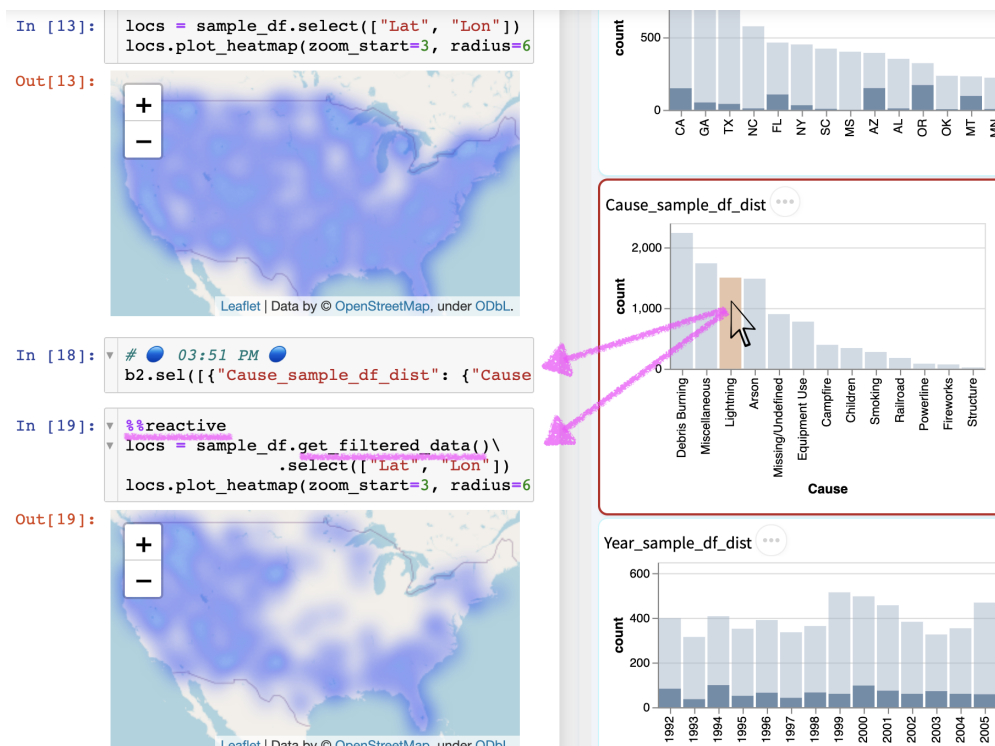 In [13]:
locs = sample_df.select(["Lat", "Lon"])
locs.plot_heatmap(zoom_start=3, radius=6
Out[13]:
+
−
Leaflet | Data by © OpenStreetMap, under ODbL.
In [18]:
# 🔵 03:51 PM 🔵
b2.sel([{"Cause_sample_df_dist": {"Cause
In [19]:
%%reactive
locs = sample_df.get_filtered_data()\
.select(["Lat", "Lon"])
locs.plot_heatmap(zoom_start=3, radius=6
Out[19]:
+
−
Leaflet | Data by © OpenStreetMap, under ODbL.
count
500
0
CA
GA
TX
NC
FL
NY
SC
MS
AZ
AL
OR
OK
MT
MN
Cause_sample_df_dist
count
2,000
1,000
0
Debris Burning
Miscellaneous
Lightning
Arson
Missing/Undefined
Equipment Use
Campfire
Children
Smoking
Railroad
Powerline
Fireworks
Structure
Cause
Year_sample_df_dist
count
600
400
200
0
1992
1993
1994
1995
1996
1997
1998
1999
2000
2001
2002
2003
2004
2005